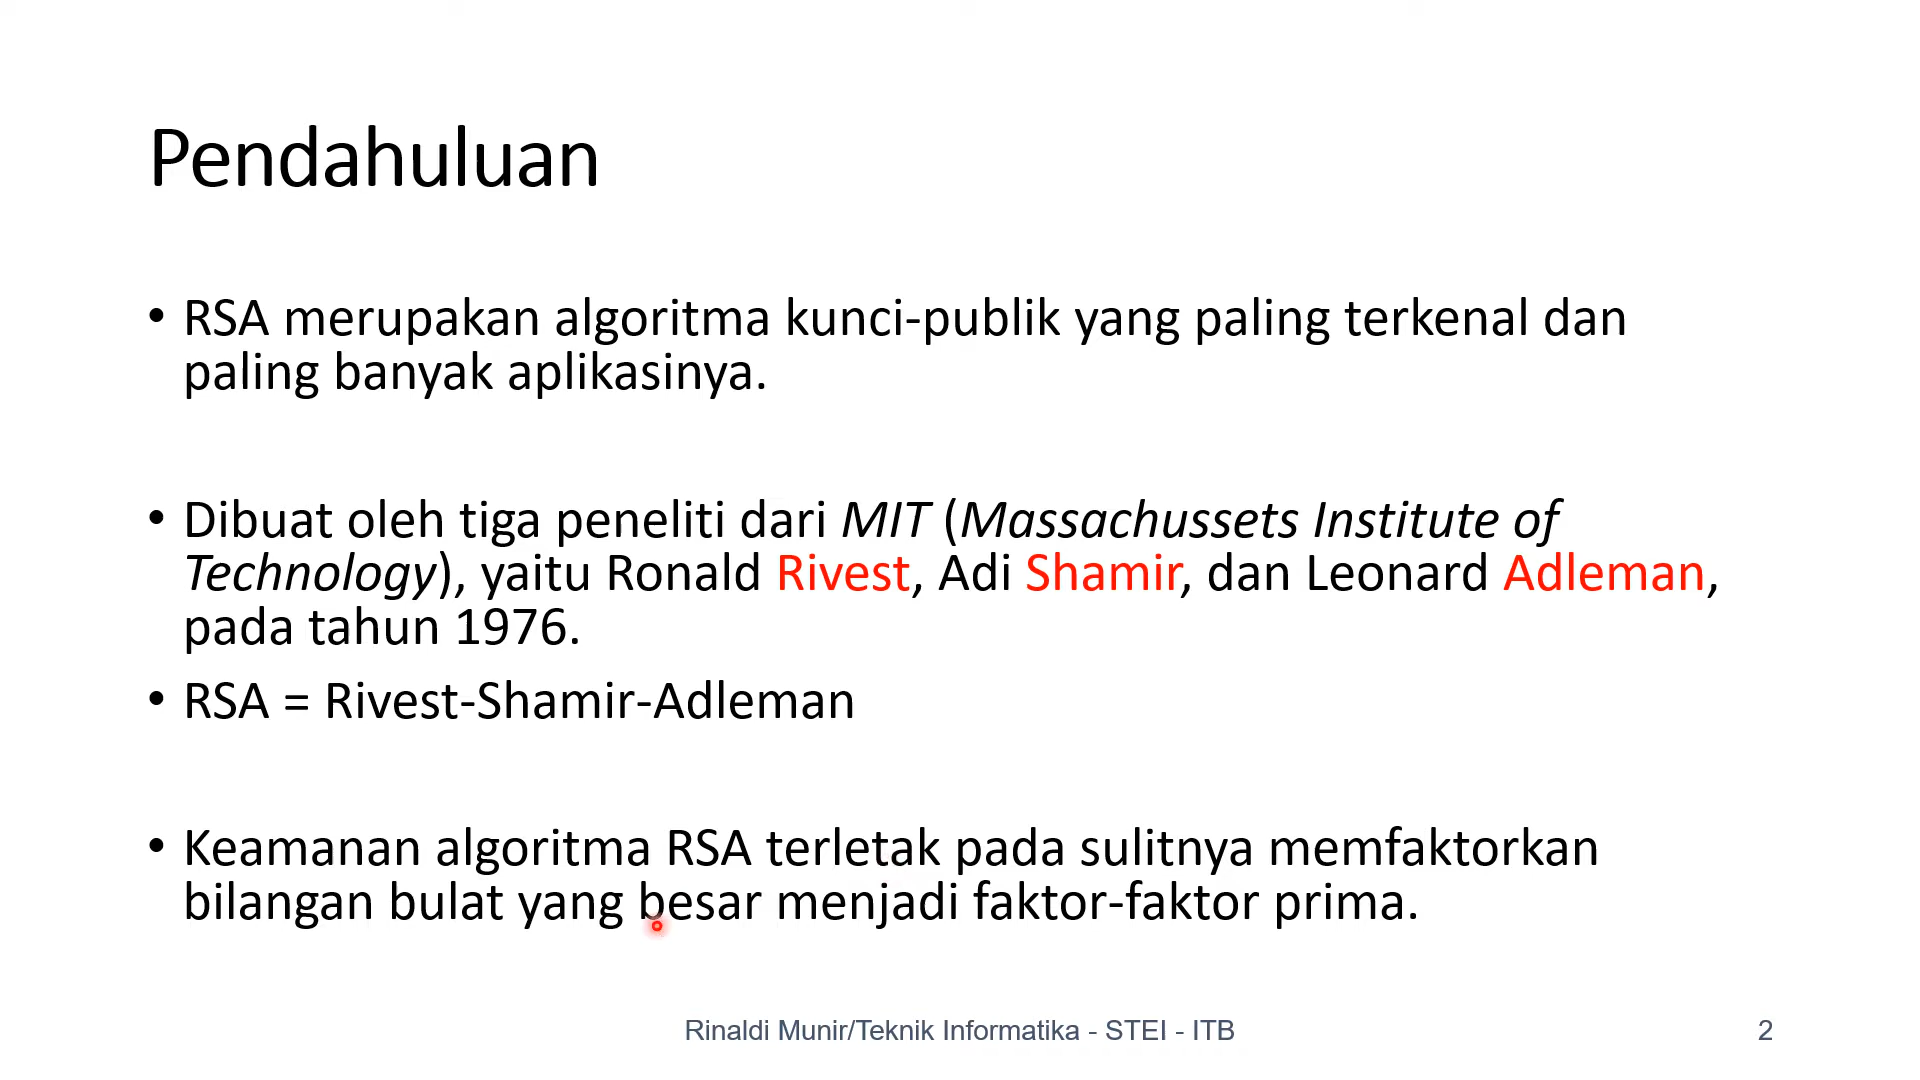 Pendahuluan
• RSA merupakan algoritma kunci-publik yang paling terkenal dan
paling banyak aplikasinya.
• Dibuat oleh tiga peneliti dari MIT (Massachussets Institute of
Technology), yaitu Ronald Rivest, Adi Shamir, dan Leonard Adleman,
pada tahun 1976.
• RSA = Rivest-Shamir-Adleman
• Keamanan algoritma RSA terletak pada sulitnya memfaktorkan
bilangan bulat yang besar menjadi faktor-faktor prima.
Rinaldi Munir/Teknik Informatika - STEI - ITB
2